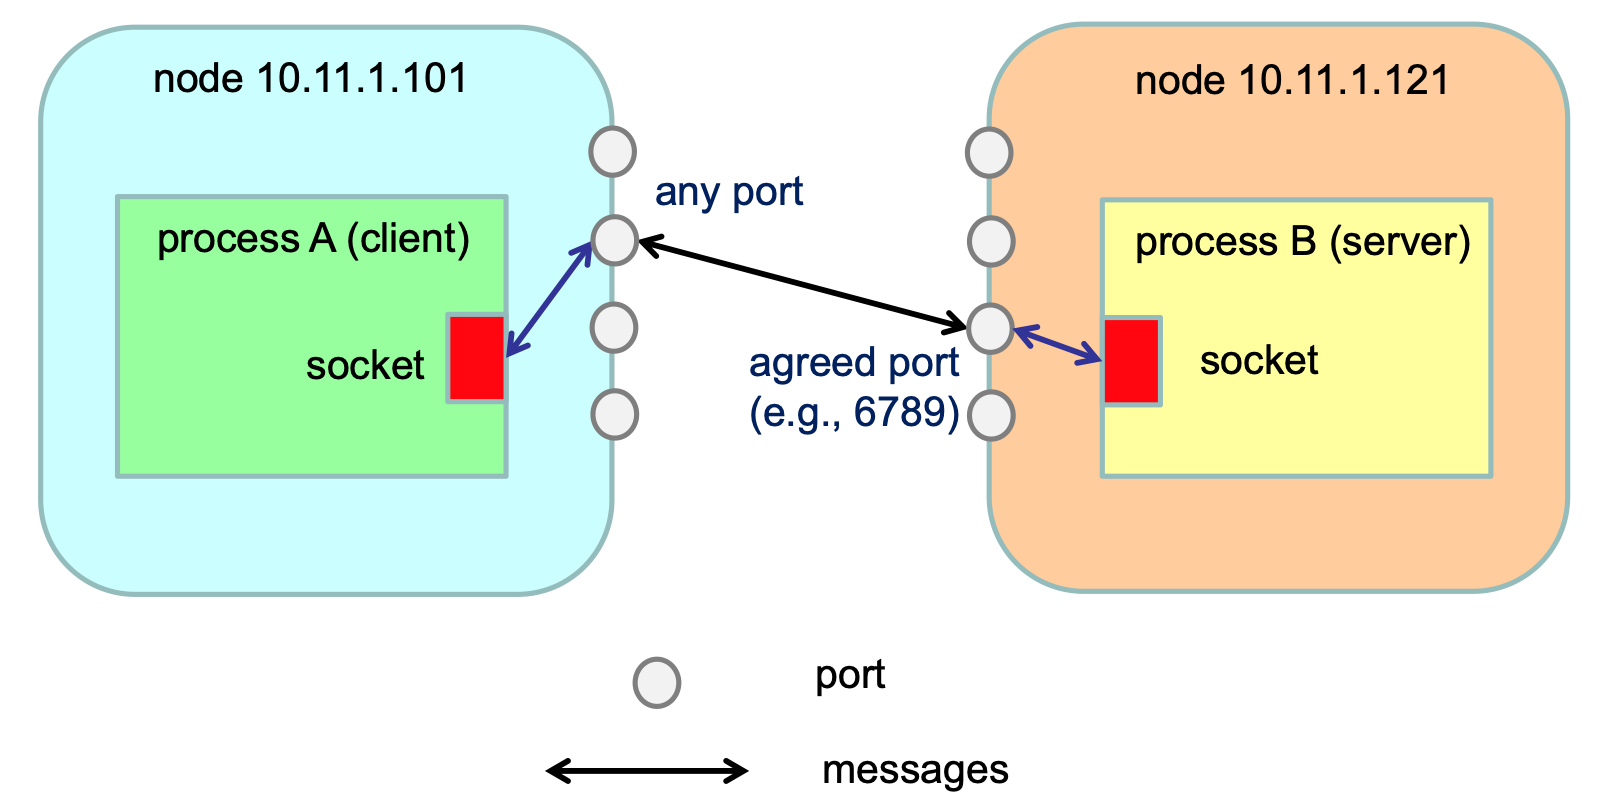 node 10.11.1.101
node 10.11.1.121
any port
process A (client)
process B (server)
socket
agreed port
(e.g., 6789)
socket
port
messages